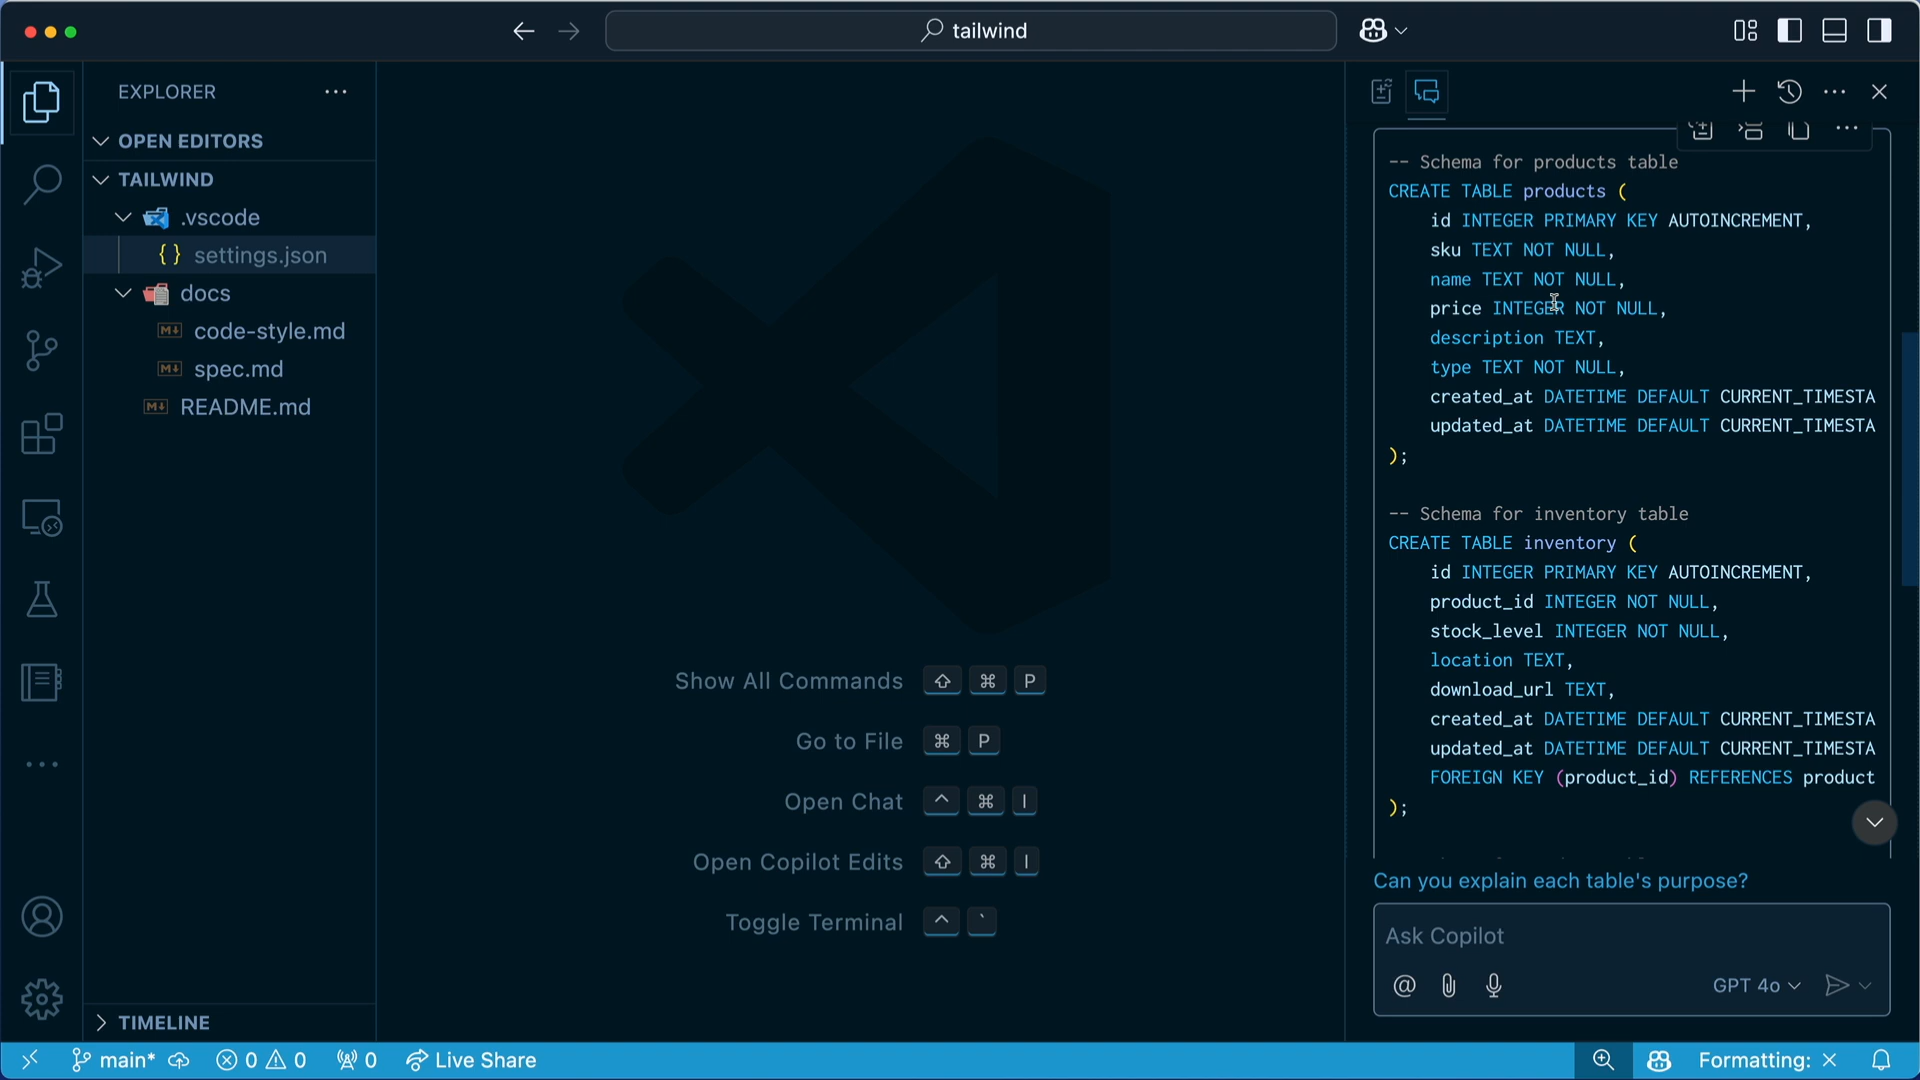 tailwind
EXPLORER
OPEN EDITORS
TAILWIND
.vscode
{} settings.json
docs
code-style.md
spec.md
README.md
TIMELINE
Show All Commands ⇧ ⌘ P
Go to File ⌘ P
Open Chat ^ ⌘ I
Open Copilot Edits ⇧ ⌘ I
Toggle Terminal ^ `
-- Schema for products table
CREATE TABLE products (
id INTEGER PRIMARY KEY AUTOINCREMENT,
sku TEXT NOT NULL,
name TEXT NOT NULL,
price INTEGER NOT NULL,
description TEXT,
type TEXT NOT NULL,
created_at DATETIME DEFAULT CURRENT_TIMESTA
updated_at DATETIME DEFAULT CURRENT_TIMESTA
);
-- Schema for inventory table
CREATE TABLE inventory (
id INTEGER PRIMARY KEY AUTOINCREMENT,
product_id INTEGER NOT NULL,
stock_level INTEGER NOT NULL,
location TEXT,
download_url TEXT,
created_at DATETIME DEFAULT CURRENT_TIMESTA
updated_at DATETIME DEFAULT CURRENT_TIMESTA
FOREIGN KEY (product_id) REFERENCES product
);
Can you explain each table's purpose?
Ask Copilot
@
GPT 4o
main* 0 0 0 Live Share
Formatting: ×